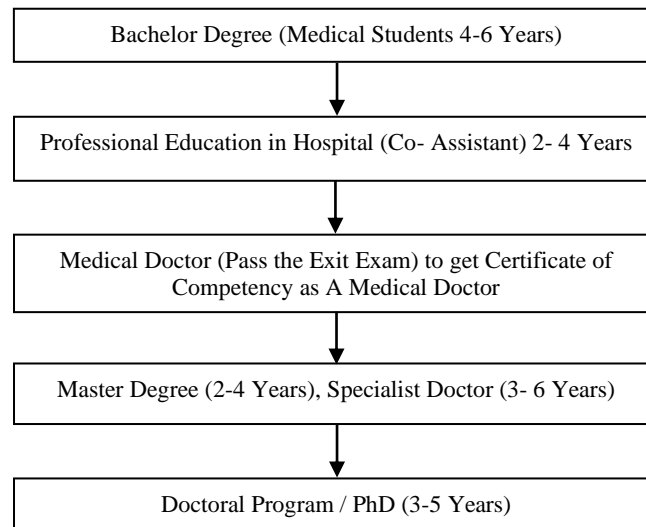 Bachelor Degree (Medical Students 4-6 Years)
Professional Education in Hospital (Co- Assistant) 2- 4 Years
Medical Doctor (Pass the Exit Exam) to get Certificate of
Competency as A Medical Doctor
Master Degree (2-4 Years), Specialist Doctor (3- 6 Years)
Doctoral Program / PhD (3-5 Years)